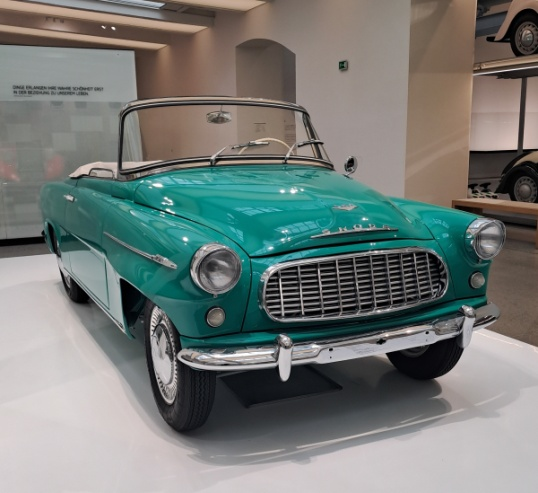 DINGE ERLANGEN IHRE WAHRE SCHÖNHEIT ERST
IN DER BEZIEHUNG ZU UNSEREM LEBEN.
SKODA